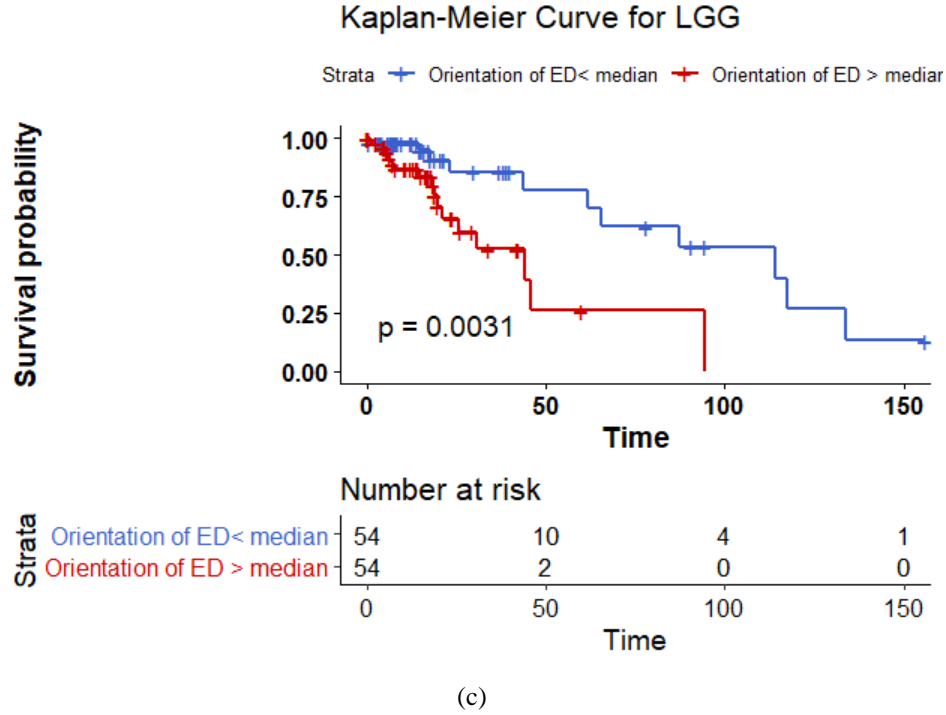 Kaplan-Meier Curve for LGG
Strata Orientation of ED< median Orientation of ED > median
Survival probability
1.00
0.75
0.50
0.25
0.00
p = 0.0031
0 50 100 150
Time
Number at risk
Strata
Orientation of ED< median 54 10 4 1
Orientation of ED > median 54 2 0 0
0 50 100 150
Time
(c)